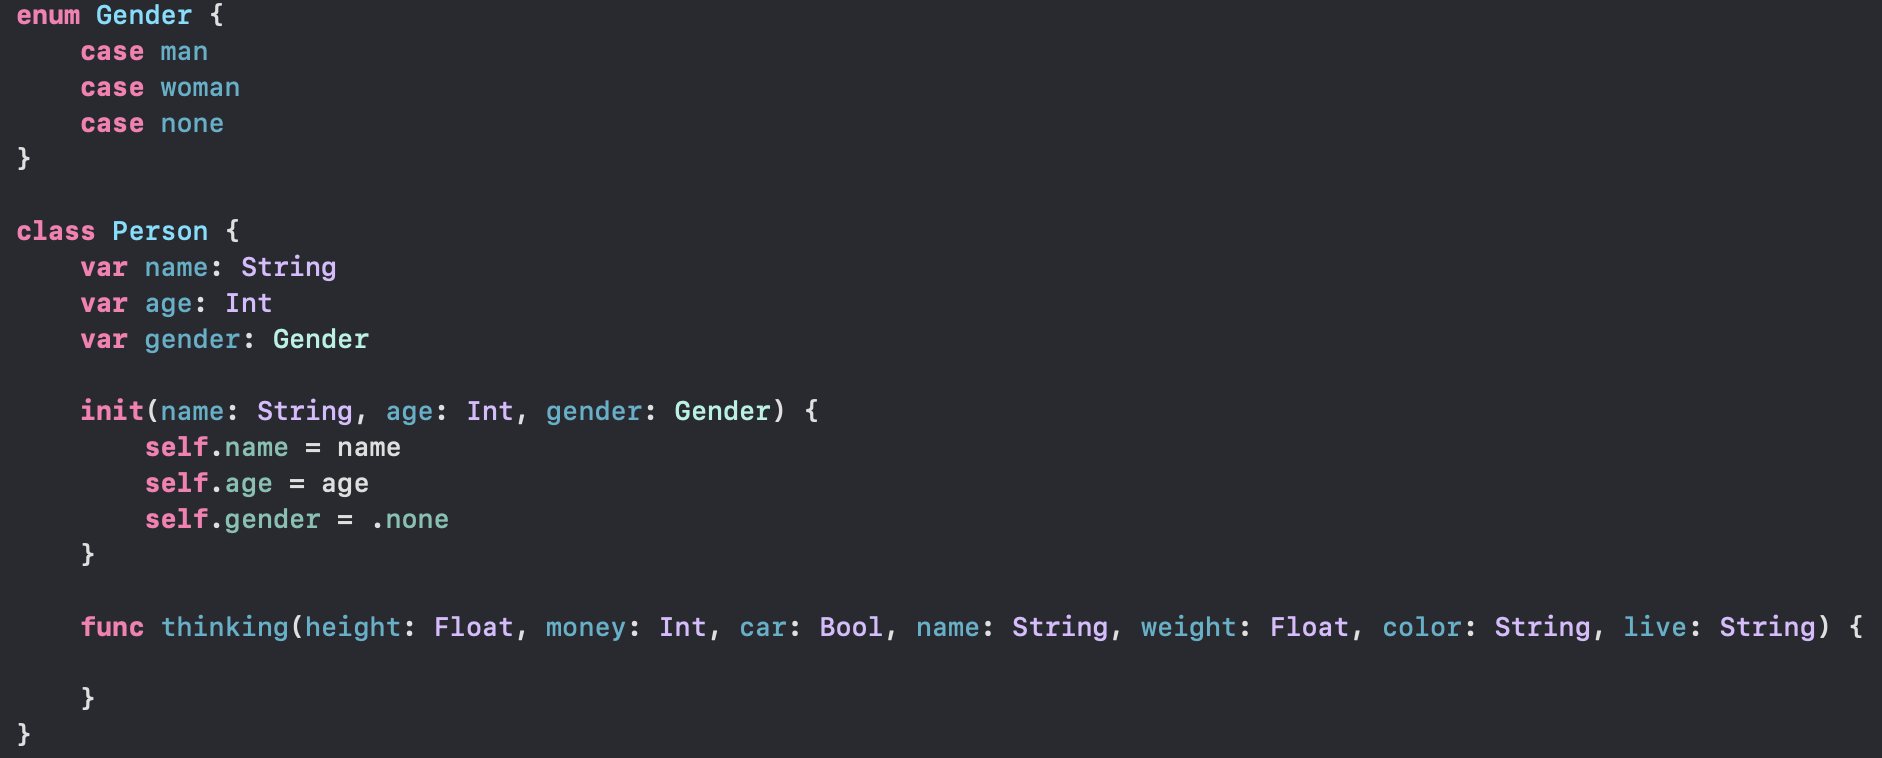 enum Gender {
    case man
    case woman
    case none
}

class Person {
    var name: String
    var age: Int
    var gender: Gender

    init(name: String, age: Int, gender: Gender) {
        self.name = name
        self.age = age
        self.gender = .none
    }

    func thinking(height: Float, money: Int, car: Bool, name: String, weight: Float, color: String, live: String) {

    }
}